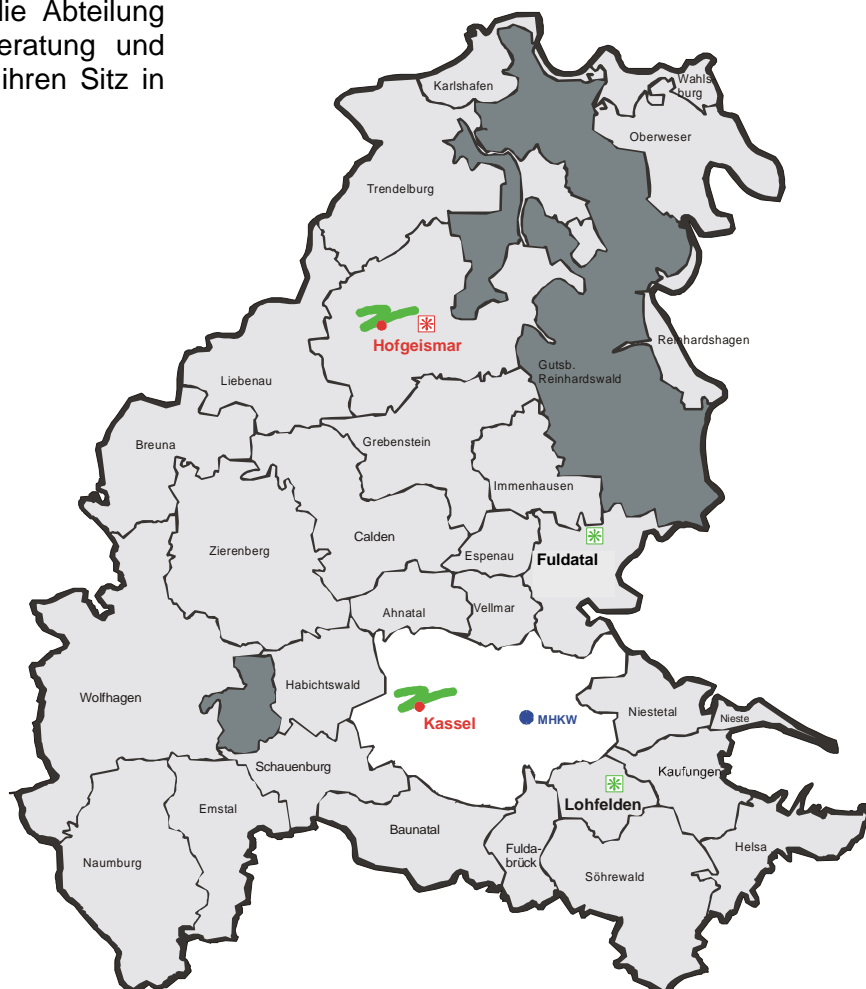 die Abteilung
eratung und
ihren Sitz in
Karlshafen
Wahls
burg
Oberweser
Trendelburg
Hofgeismar
Reinhardshagen
Gutsb.
Reinhardswald
Liebenau
Breuna
Grebenstein
Immenhausen
Zierenberg
Calden
Espenau
Fuldatal
Ahnatal
Vellmar
Habichtswald
Wolfhagen
Kassel
MHKW
Niestetal
Nieste
Schauenburg
Kaufungen
Lohfelden
Emstal
Baunatal
Fulda-
brück
Helsa
Naumburg
Söhrewald